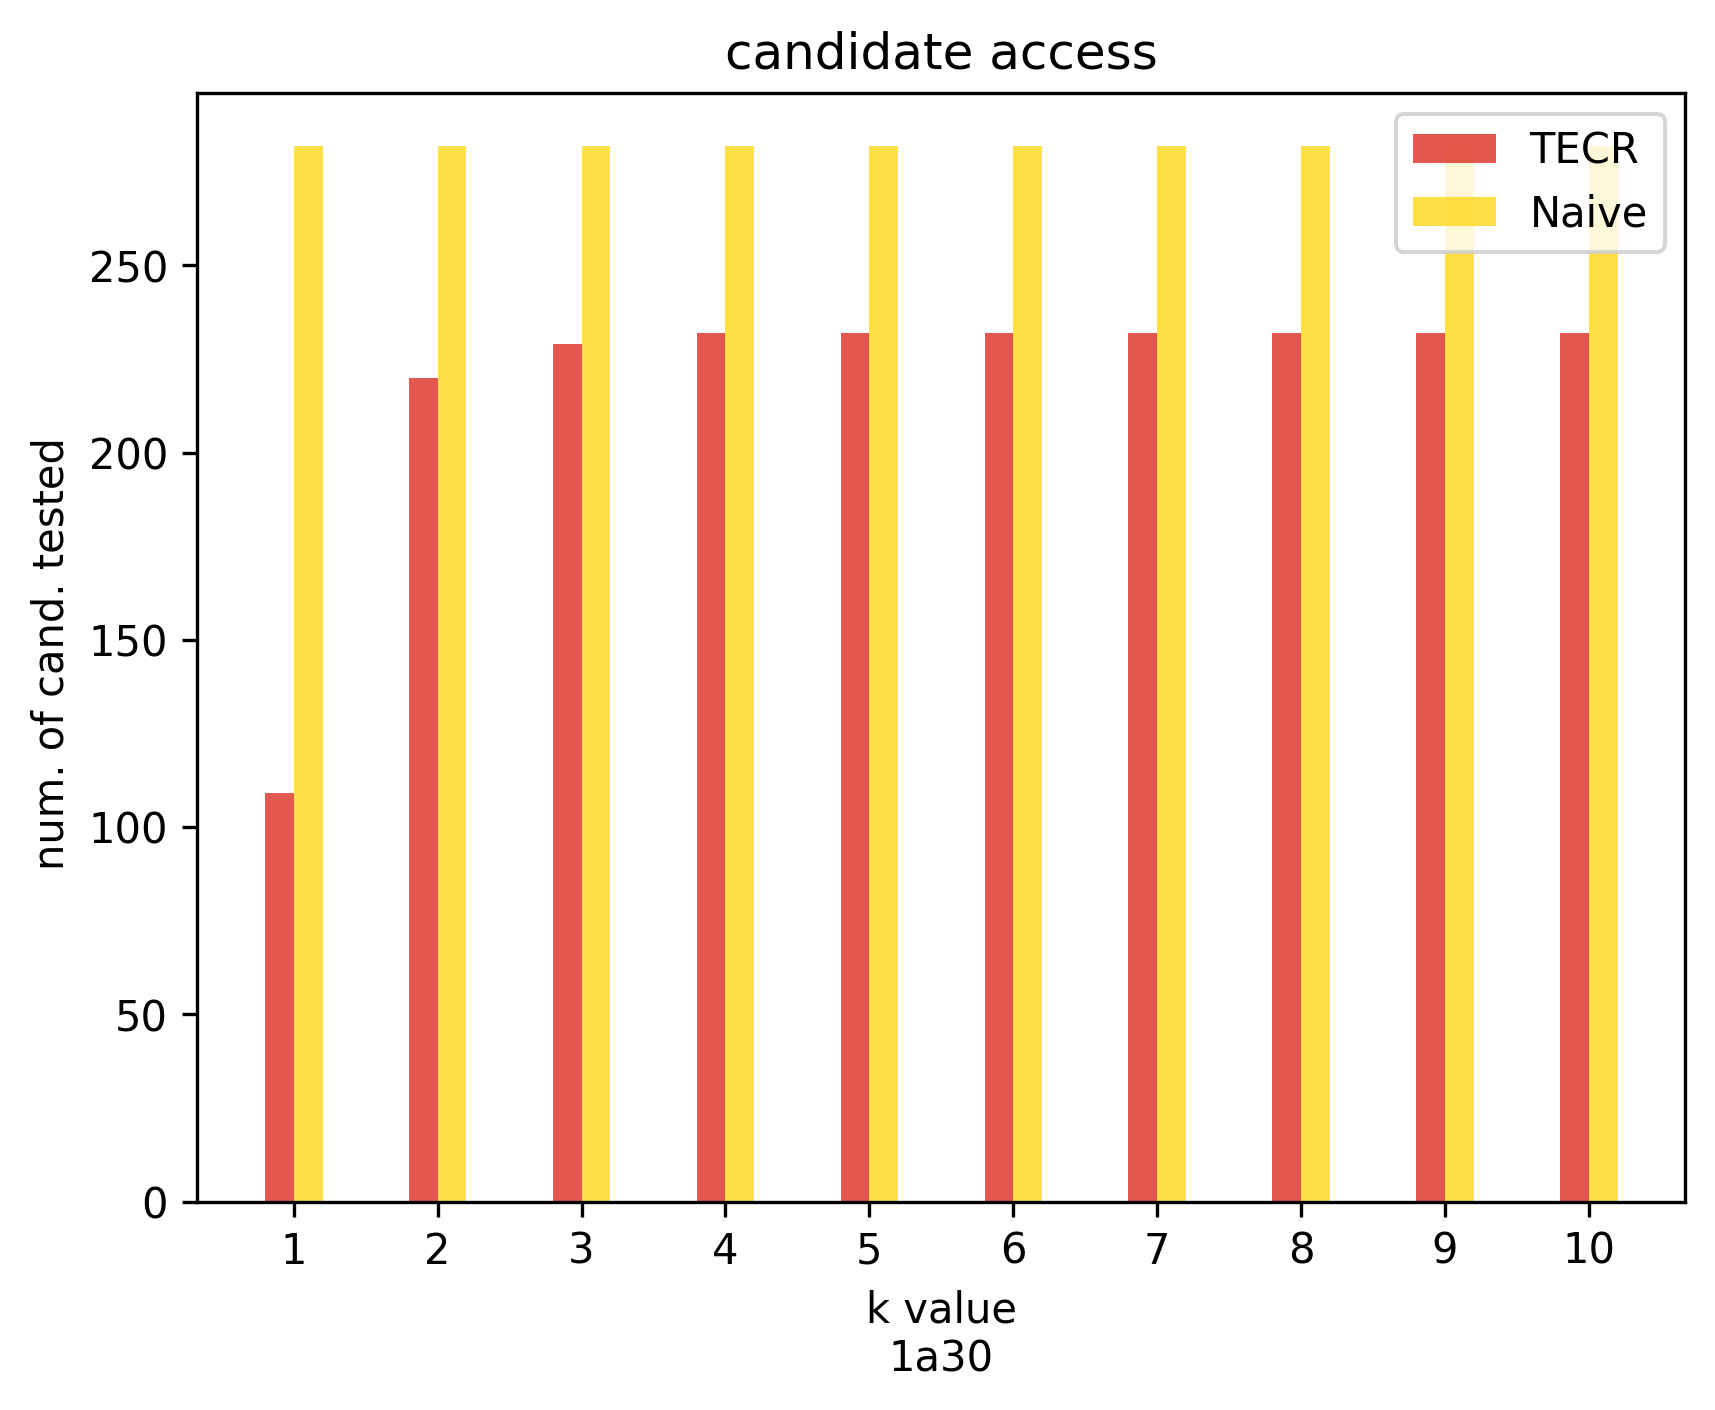 candidate access
TECR
Naive
num. of cand. tested
250
200
150
100
50
0
1 2 3 4 5 6 7 8 9 10
k value
1a30